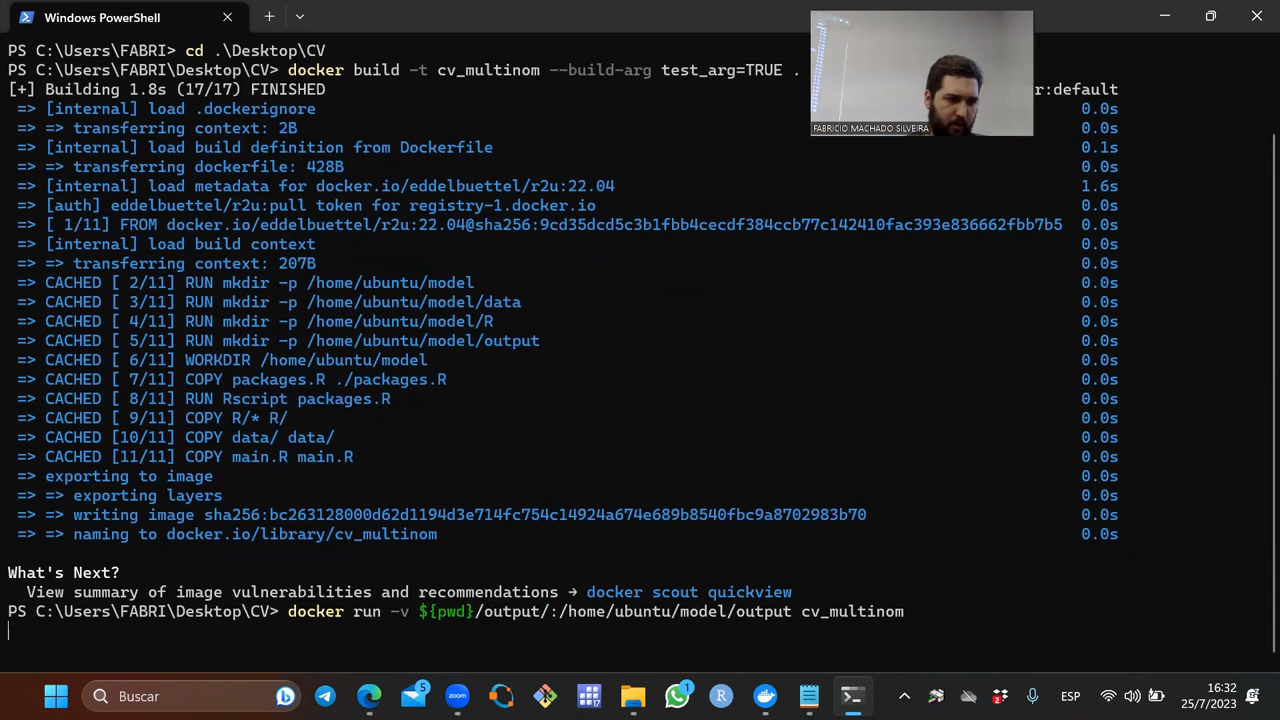 Windows PowerShell
PS C:\Users\FABRI> cd .\Desktop\CV
PS C:\Users\FABRI\Desktop\CV> docker build -t cv_multinom --build-arg test_arg=TRUE .
[+] Building 1.8s (17/17) FINISHED r:default
=> [internal] load .dockerignore 0.0s
=> => transferring context: 2B 0.0s
=> [internal] load build definition from Dockerfile 0.1s
=> => transferring dockerfile: 428B 0.0s
=> [internal] load metadata for docker.io/eddelbuettel/r2u:22.04 1.6s
=> [auth] eddelbuettel/r2u:pull token for registry-1.docker.io 0.0s
=> [ 1/11] FROM docker.io/eddelbuettel/r2u:22.04@sha256:9cd35dcd5c3b1fbb4cecdf384ccb77c142410fac393e836662fbb7b5 0.0s
=> [internal] load build context 0.0s
=> => transferring context: 207B 0.0s
=> CACHED [ 2/11] RUN mkdir -p /home/ubuntu/model 0.0s
=> CACHED [ 3/11] RUN mkdir -p /home/ubuntu/model/data 0.0s
=> CACHED [ 4/11] RUN mkdir -p /home/ubuntu/model/R 0.0s
=> CACHED [ 5/11] RUN mkdir -p /home/ubuntu/model/output 0.0s
=> CACHED [ 6/11] WORKDIR /home/ubuntu/model 0.0s
=> CACHED [ 7/11] COPY packages.R ./packages.R 0.0s
=> CACHED [ 8/11] RUN Rscript packages.R 0.0s
=> CACHED [ 9/11] COPY R/* R/ 0.0s
=> CACHED [10/11] COPY data/ data/ 0.0s
=> CACHED [11/11] COPY main.R main.R 0.0s
=> exporting to image 0.0s
=> => exporting layers 0.0s
=> => writing image sha256:bc263128000d62d1194d3e714fc754c14924a674e689b8540fbc9a8702983b70 0.0s
=> => naming to docker.io/library/cv_multinom 0.0s
What's Next?
View summary of image vulnerabilities and recommendations → docker scout quickview
PS C:\Users\FABRI\Desktop\CV> docker run -v ${pwd}/output/:/home/ubuntu/model/output cv_multinom
FABRICIO MACHADO SILVEIRA
Buscar
5
17
1
R
2
ESP
16:32
25/7/2023